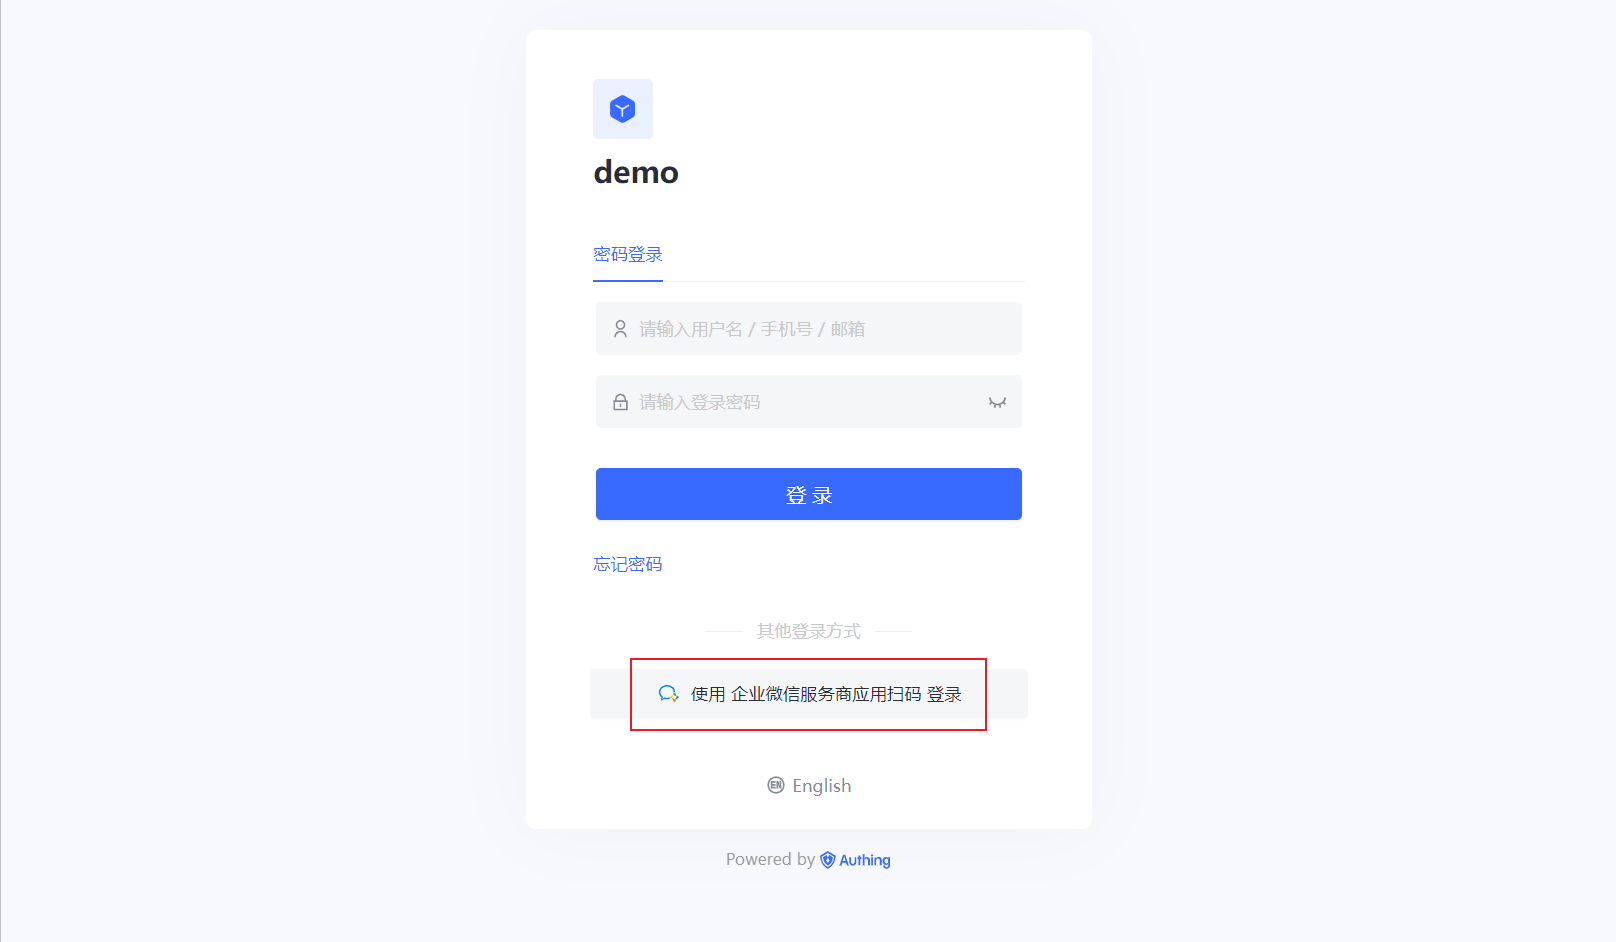 demo
密码登录
请输入用户名 / 手机号 / 邮箱
请输入登录密码
登 录
忘记密码
其他登录方式
使用 企业微信服务商应用扫码 登录
EN English
Powered by Authing